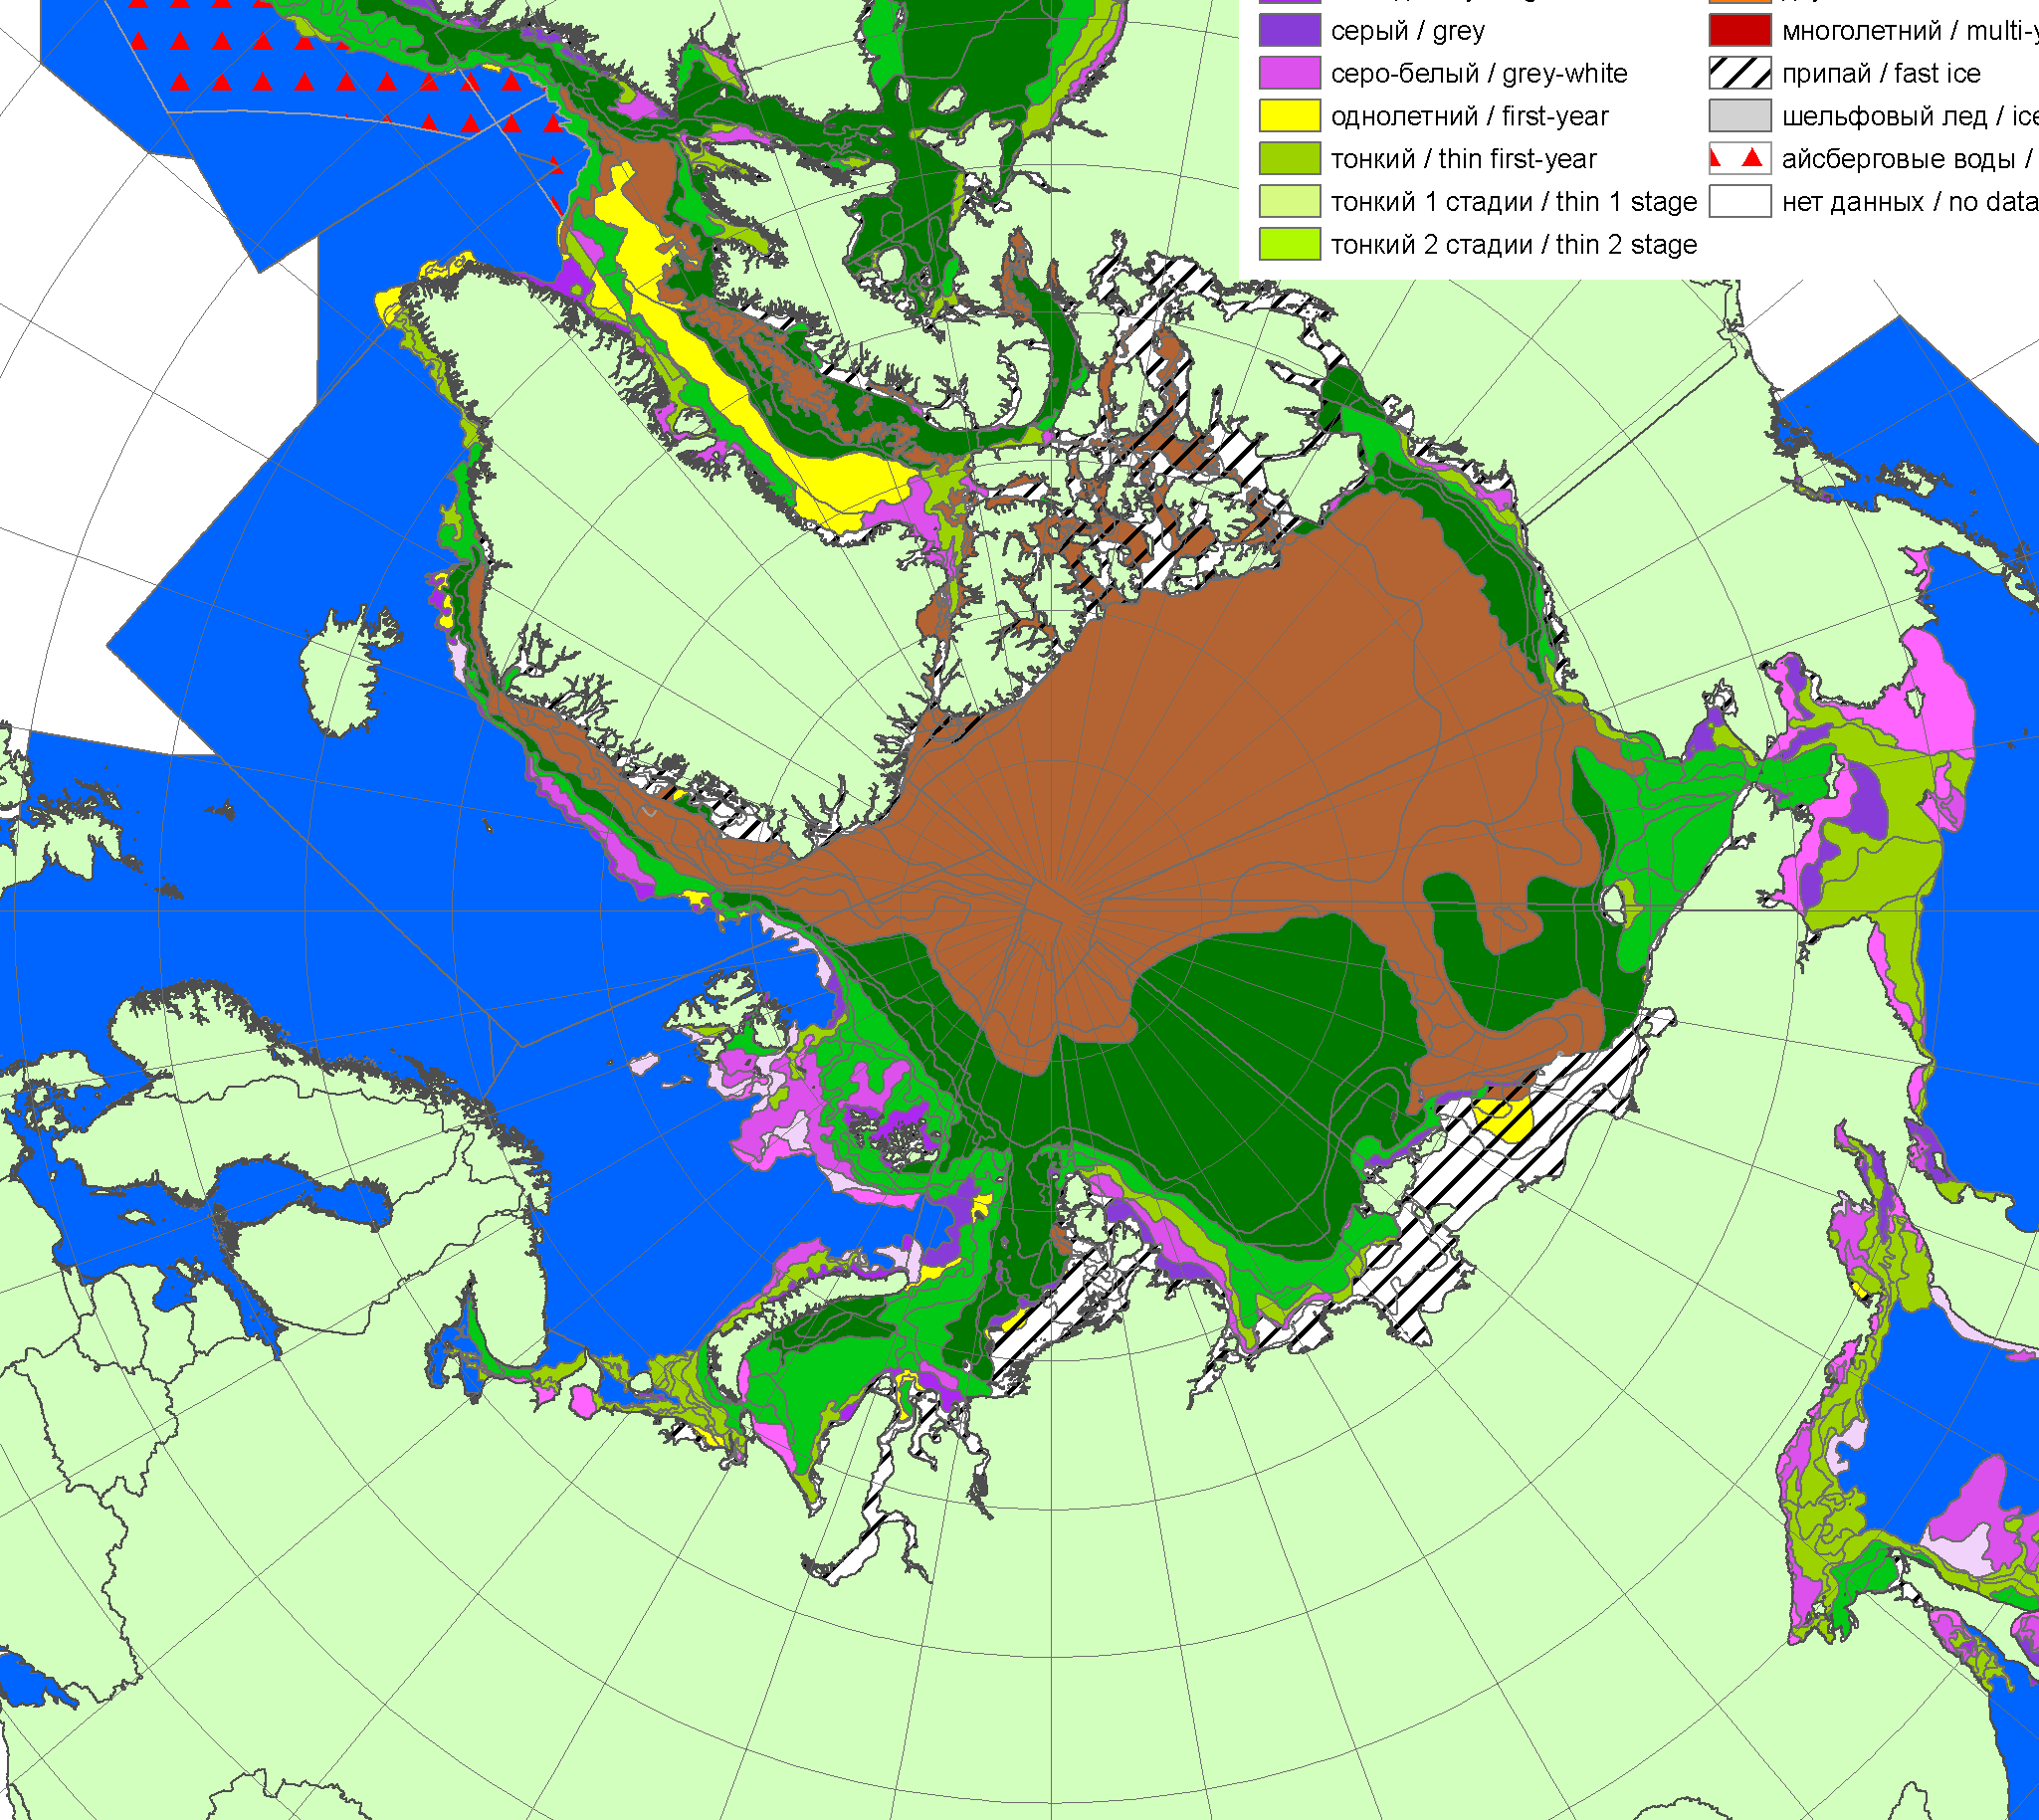 серый / grey
серо-белый / grey-white
однолетний / first-year
тонкий / thin first-year
тонкий 1 стадии / thin 1 stage
тонкий 2 стадии / thin 2 stage
многолетний / multi-y
припай / fast ice
шельфовый лед / ice
айсберговые воды /
нет данных / no data